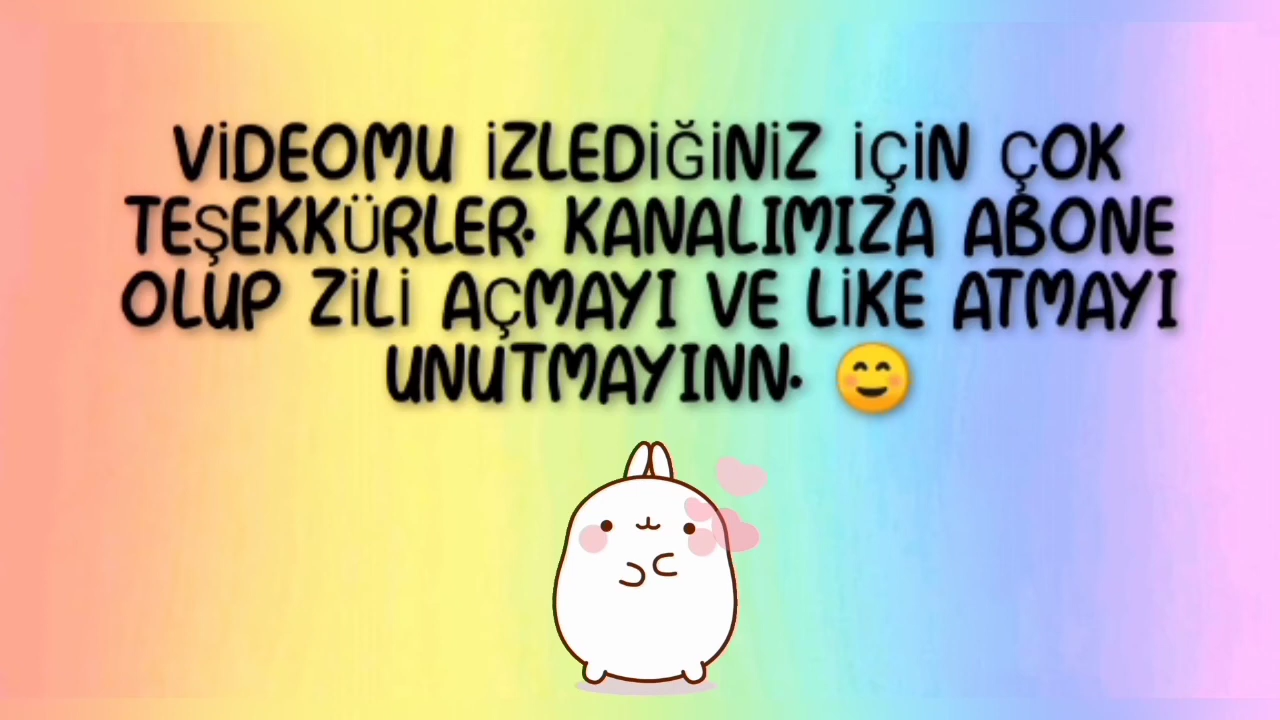 VİDEOMU İZLEDİĞİNİZ İÇİN ÇOK
TEŞEKKÜRLER. KANALIMIZA ABONE
OLUP ZİLİ AÇMAYI VE LİKE ATMAYI
UNUTMAYINN. 😊